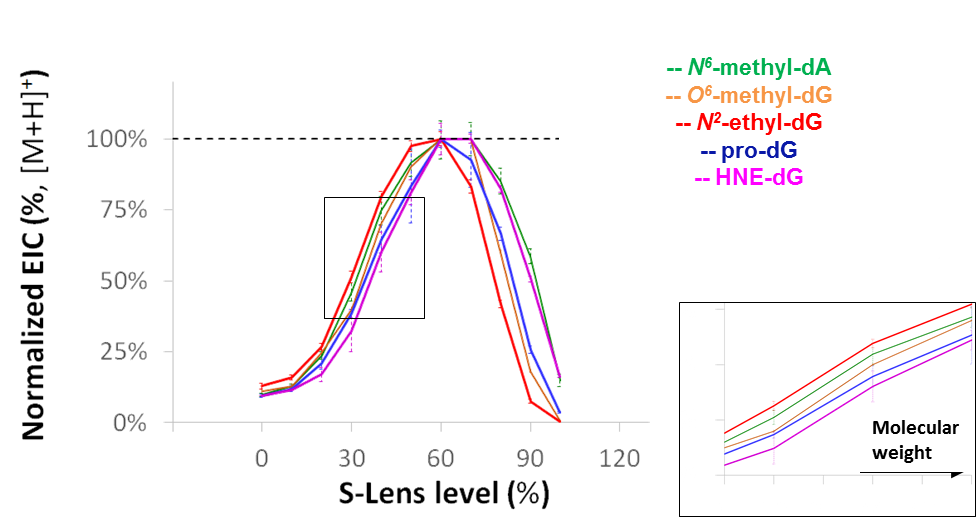 Normalized EIC (%, [M+H]⁺)
100%
75%
50%
25%
0%
0 30 60 90 120
S-Lens level (%)
-- N⁶-methyl-dA
-- O⁶-methyl-dG
-- N²-ethyl-dG
-- pro-dG
-- HNE-dG
Molecular
weight